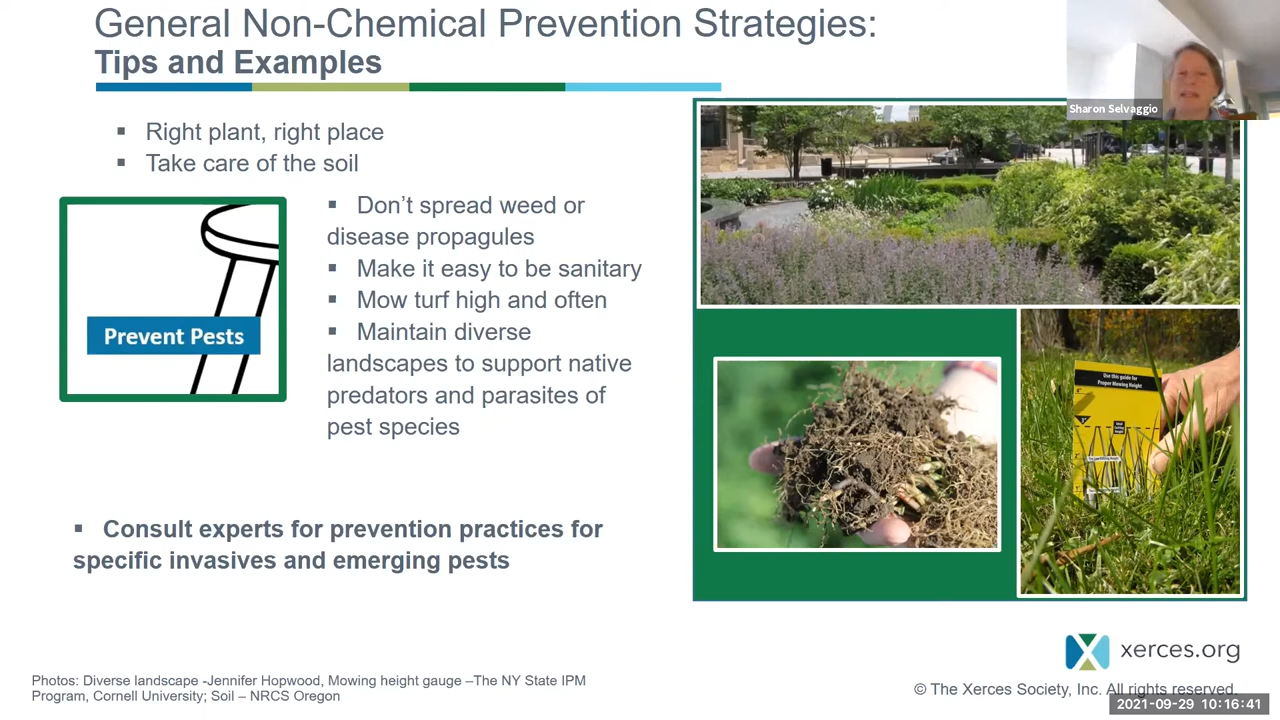 General Non-Chemical Prevention Strategies:
Tips and Examples
Sharon Selvaggio
▪ Right plant, right place
▪ Take care of the soil
▪ Don’t spread weed or
disease propagules
▪ Make it easy to be sanitary
▪ Mow turf high and often
▪ Maintain diverse
landscapes to support native
predators and parasites of
pest species
Prevent Pests
Use this guide for
Proper Mowing Height
▪ Consult experts for prevention practices for
specific invasives and emerging pests
xerces.org
Photos: Diverse landscape -Jennifer Hopwood, Mowing height gauge –The NY State IPM
Program, Cornell University; Soil – NRCS Oregon
© The Xerces Society, Inc. All rights reserved.
2021-09-29 10:16:41